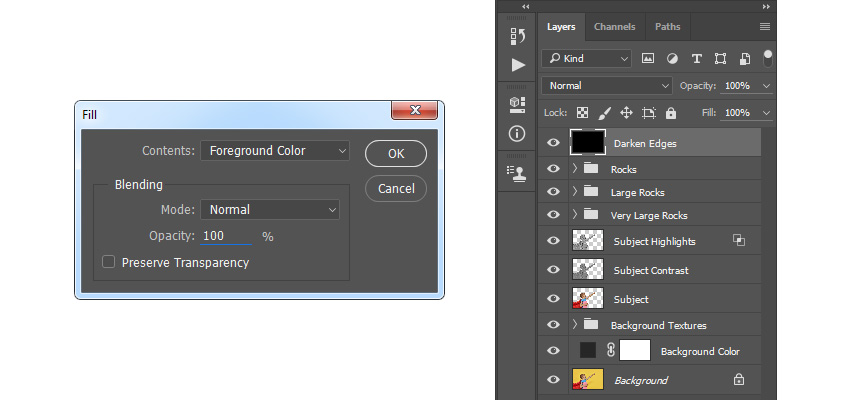 Fill
Contents: Foreground Color
OK
Blending
Cancel
Mode: Normal
Opacity: 100 %
Preserve Transparency
Layers Channels Paths
Kind T
Normal Opacity: 100%
Lock: Fill: 100%
Darken Edges
Rocks
Large Rocks
Very Large Rocks
Subject Highlights
Subject Contrast
Subject
Background Textures
Background Color
Background